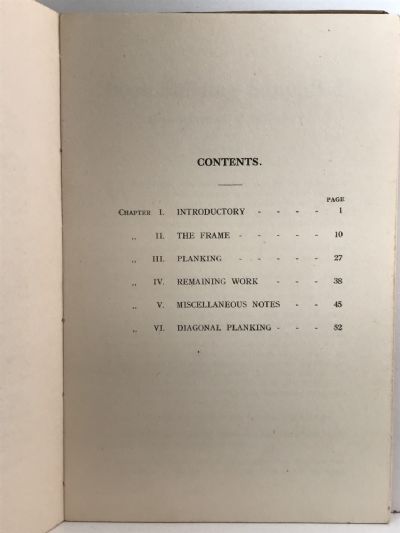 CONTENTS.
PAGE
CHAPTER I. INTRODUCTORY - - - - 1
„ II. THE FRAME - - - - - 10
„ III. PLANKING - - - - - 27
„ IV. REMAINING WORK - - - 38
„ V. MISCELLANEOUS NOTES - - 45
„ VI. DIAGONAL PLANKING - - - 52